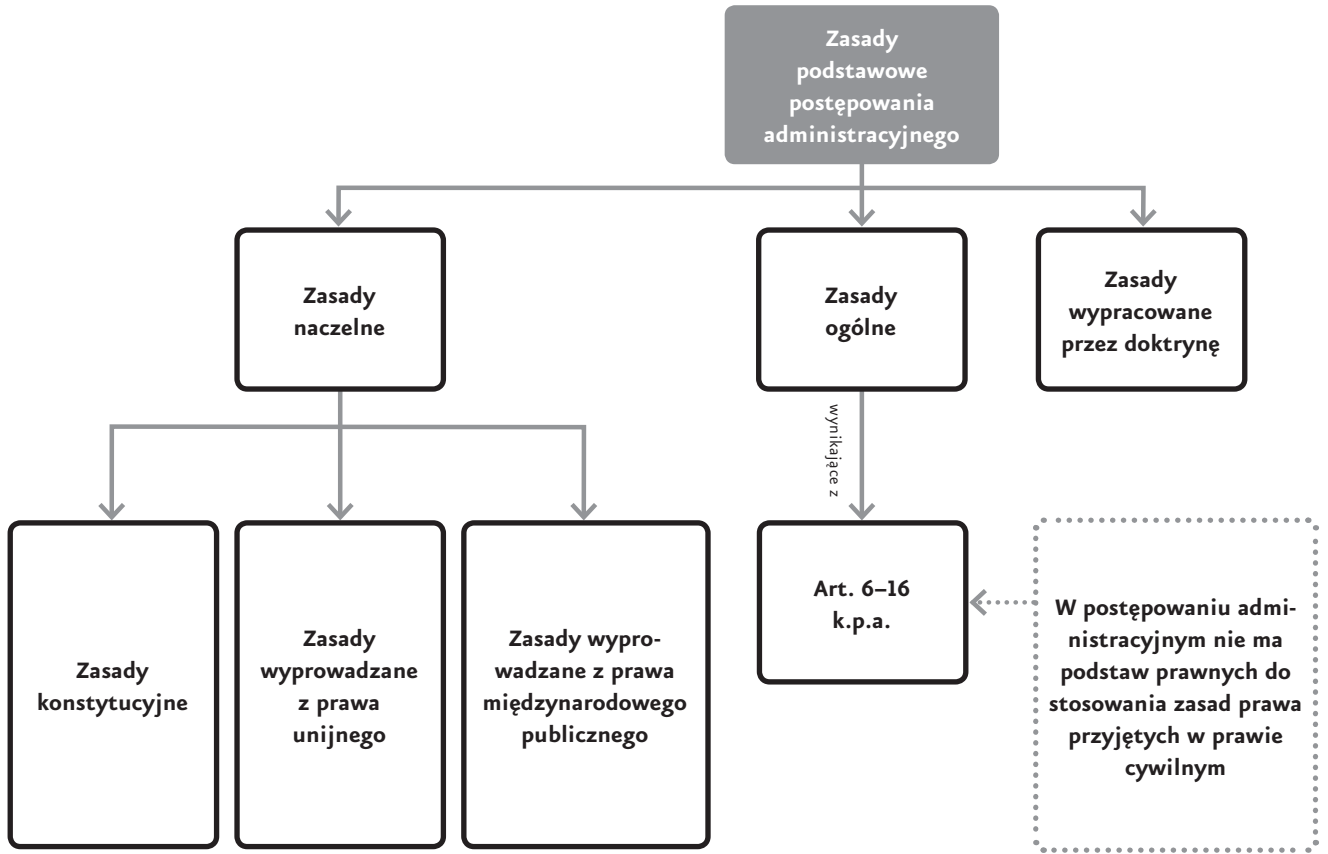 Zasady
podstawowe
postępowania
administracyjnego
Zasady
naczelne
Zasady
ogólne
Zasady
wypracowane
przez doktrynę
wynikające z
Zasady
konstytucyjne
Zasady
wyprowadzane
z prawa
unijnego
Zasady wypro-
wadzane z prawa
międzynarodowego
publicznego
Art. 6–16
k.p.a.
W postępowaniu admi-
nistracyjnym nie ma
podstaw prawnych do
stosowania zasad prawa
przyjętych w prawie
cywilnym